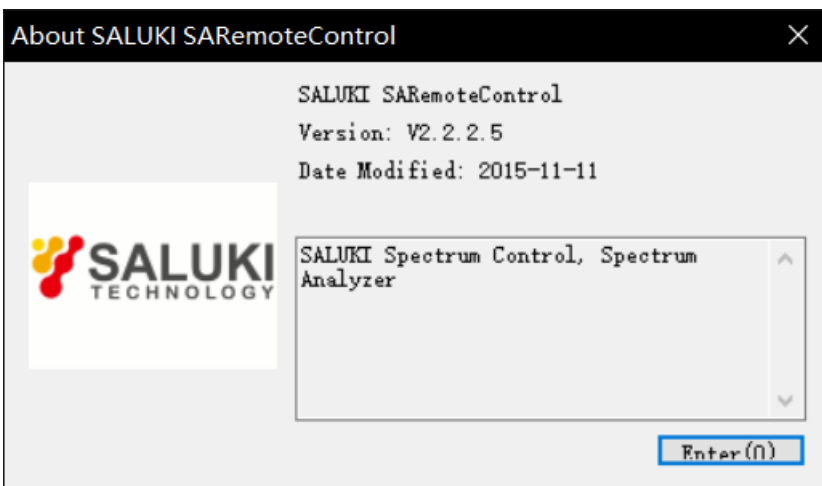 About SALUKI SARemoteControl
SALUKI SARemoteControl
Version: V2.2.2.5
Date Modified: 2015-11-11
SALUKI
TECHNOLOGY
SALUKI Spectrum Control, Spectrum
Analyzer
Enter(O)